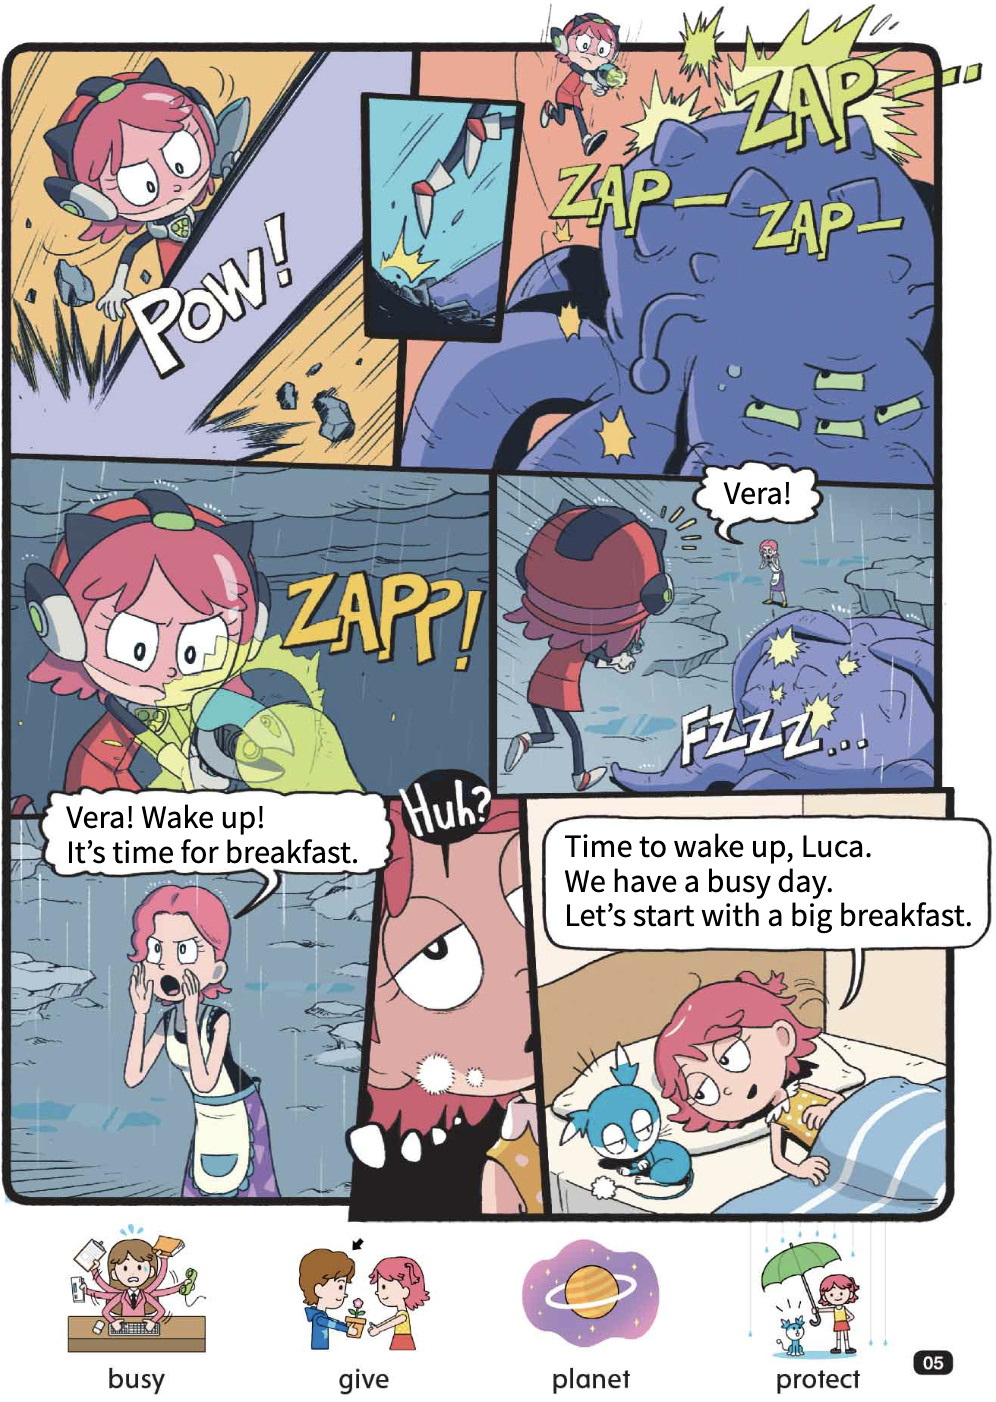 POW!
ZAP
ZAP
ZAP
ZAP??!
Vera!
FZZZ...
Vera! Wake up!
It's time for breakfast.
Huh?
Time to wake up, Luca.
We have a busy day.
Let's start with a big breakfast.
busy
give
planet
protect
05